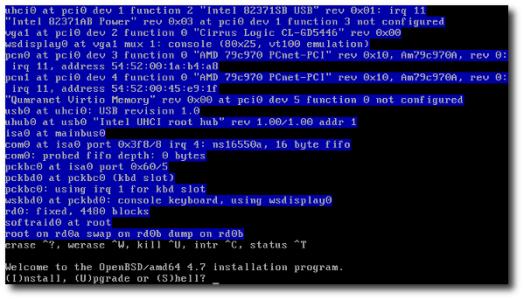 uhci0 at pci0 dev 1 function 2 "Intel 82371SB USB" rev 0x01: irq 11
"Intel 82371AB Power" rev 0x03 at pci0 dev 1 function 3 not configured
vga1 at pci0 dev 2 function 0 "Cirrus Logic CL-GD5446" rev 0x00
wsdisplay0 at vga1 mux 1: console (80x25, vt100 emulation)
pcn0 at pci0 dev 3 function 0 "AMD 79c970 PCnet-PCI" rev 0x10, Am79c970A, rev 0:
irq 11, address 54:52:00:1a:b4:a8
pcn1 at pci0 dev 4 function 0 "AMD 79c970 PCnet-PCI" rev 0x10, Am79c970A, rev 0:
irq 11, address 54:52:00:45:e9:1f
"Qumranet Virtio Memory" rev 0x00 at pci0 dev 5 function 0 not configured
usb0 at uhci0: USB revision 1.0
uhub0 at usb0 "Intel UHCI root hub" rev 1.00/1.00 addr 1
isa0 at mainbus0
com0 at isa0 port 0x3f8/8 irq 4: ns16550a, 16 byte fifo
com0: probed fifo depth: 0 bytes
pckbc0 at isa0 port 0x60/5
pckbd0 at pckbc0 (kbd slot)
pckbc0: using irq 1 for kbd slot
wskbd0 at pckbd0: console keyboard, using wsdisplay0
rd0: fixed, 4480 blocks
softraid0 at root
root on rd0a swap on rd0b dump on rd0b
erase ^?, werase ^W, kill ^U, intr ^C, status ^T
Welcome to the OpenBSD/amd64 4.7 installation program.
(I)nstall, (U)pgrade or (S)hell? _